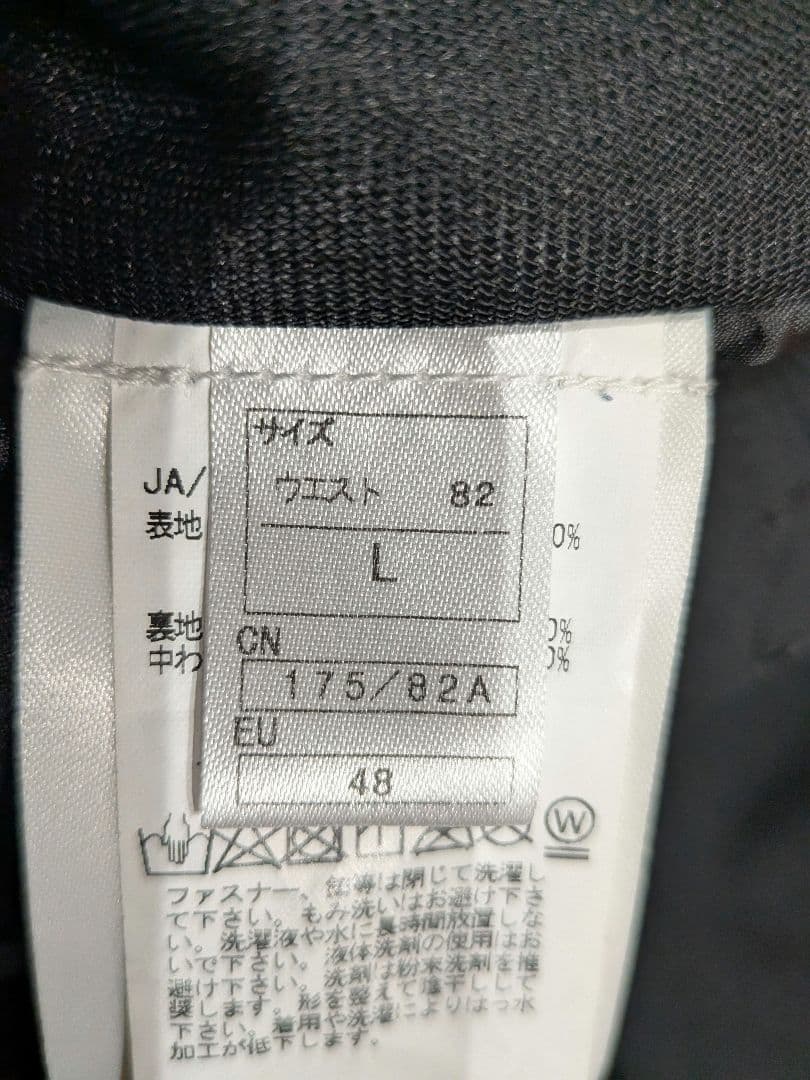 サイズ
ウエスト 82
L
CN
175/82A
EU
48
JA/
表地
0%
裏地
0%
中わ
0%
W
ファスナー、釦等は閉じて洗濯し
て下さい。もみ洗いはお避け下さ
い。洗濯液や水に長時間放置しな
いで下さい。液体洗剤の使用はお
避け下さい。洗剤は粉末洗剤を推
奨します。形を整えて陰干しして
下さい。着用や洗濯によりはっ水
加工が低下します。